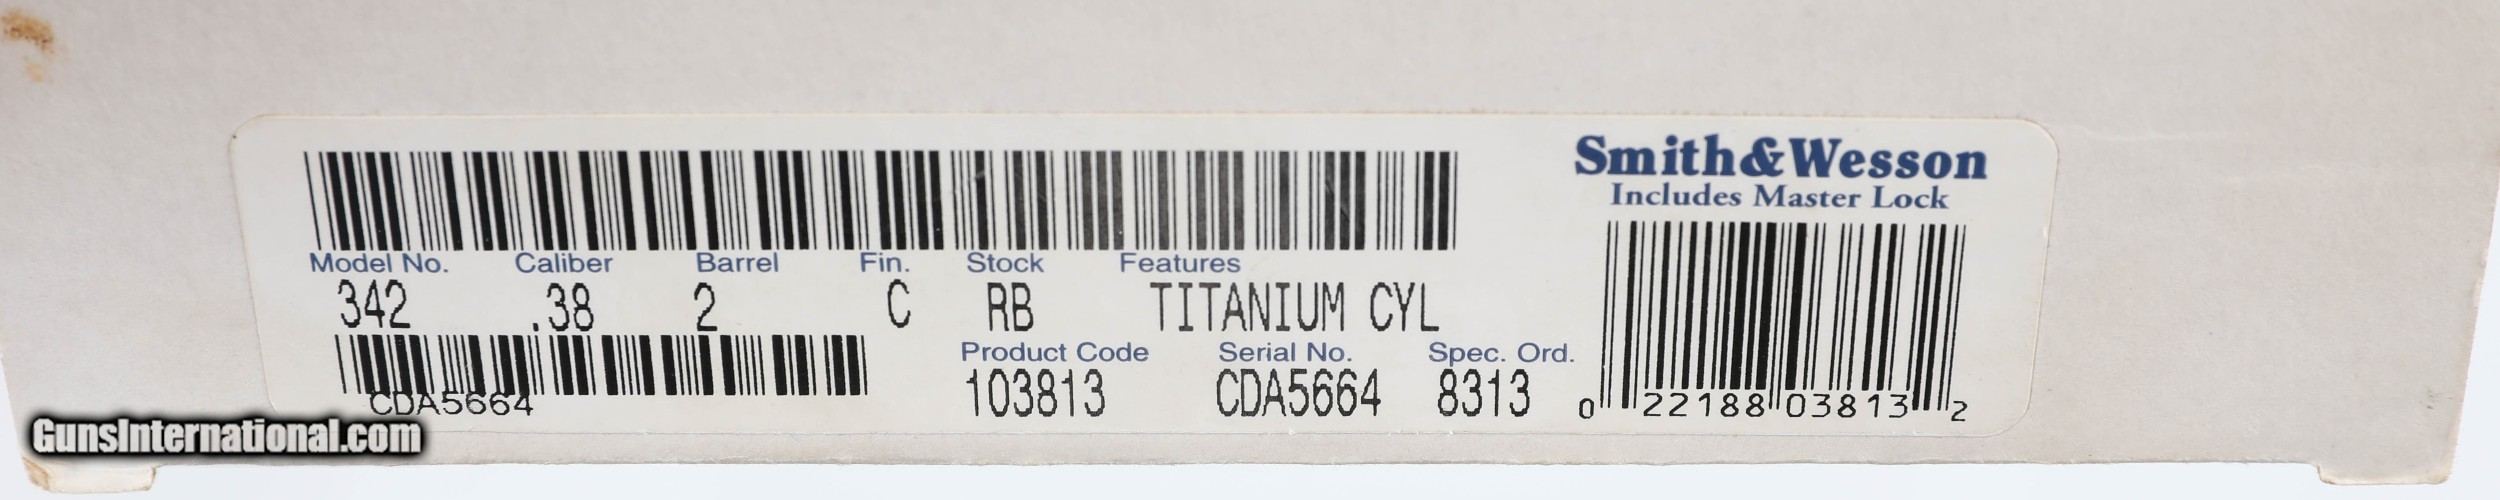 Smith&Wesson
Includes Master Lock
Model No. Caliber Barrel Fin. Stock Features
342 .38 2 C RB TITANIUM CYL
Product Code Serial No. Spec. Ord.
103813 CDA5664 8313
CDA5664
0 22188 03813 2
GunsInternational.com